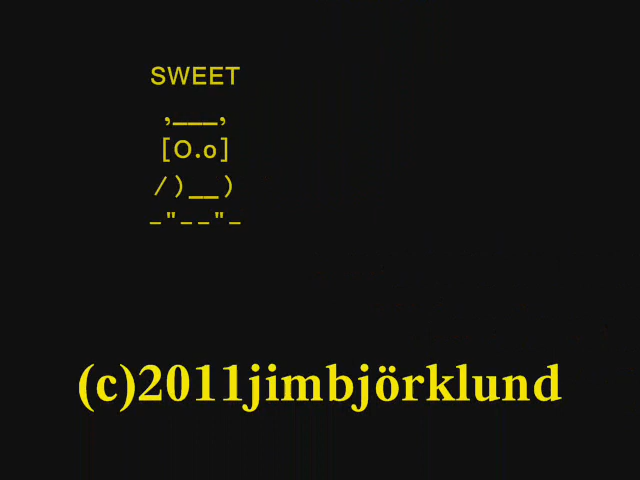 SWEET
,___,
[O.o]
/)__)
-"--"-
(c)2011jimbjörklund